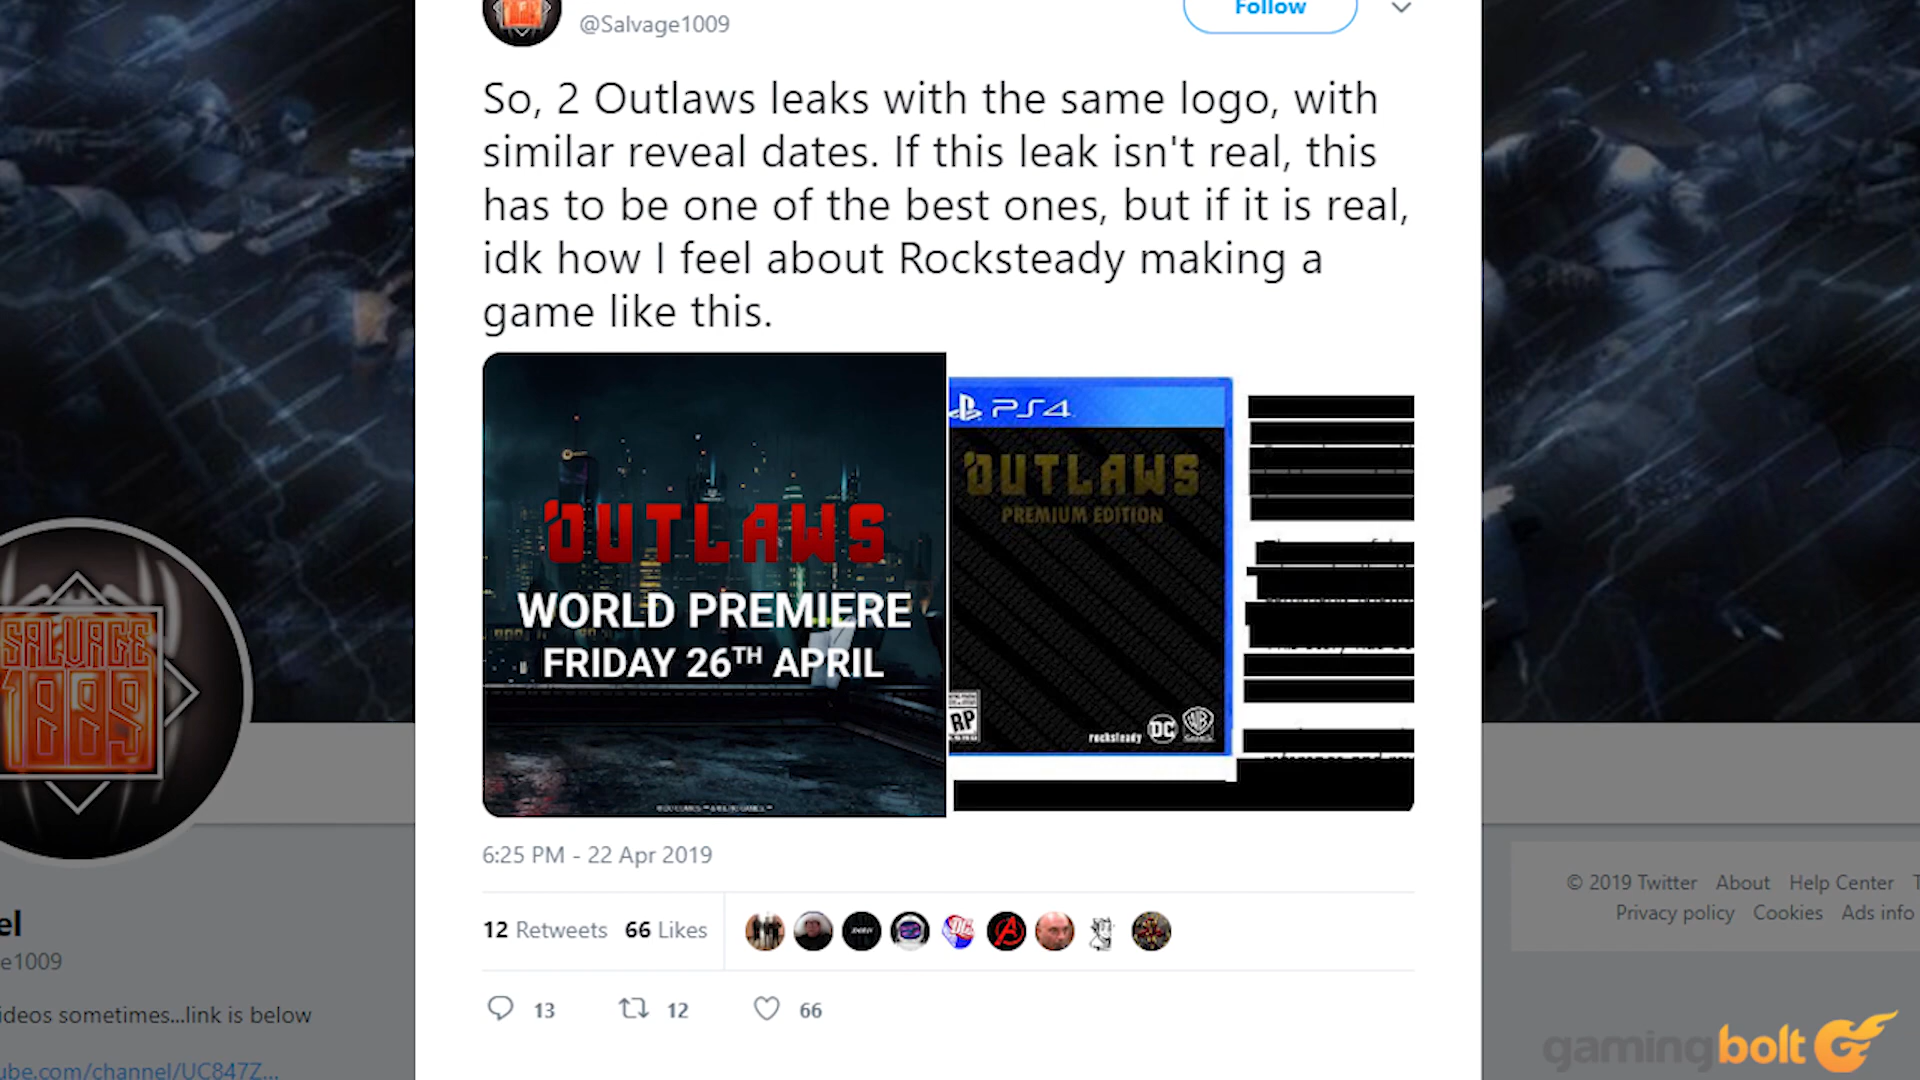 @Salvage1009
Follow
So, 2 Outlaws leaks with the same logo, with
similar reveal dates. If this leak isn't real, this
has to be one of the best ones, but if it is real,
idk how I feel about Rocksteady making a
game like this.
OUTLAWS
WORLD PREMIERE
FRIDAY 26TH APRIL
PS4
OUTLAWS
PREMIUM EDITION
RP
rocksteady
DC
WB
6:25 PM - 22 Apr 2019
12 Retweets 66 Likes
13
12
66
SALVAGE
1009
el
e1009
ideos sometimes...link is below
ube.com/channel/UC847Z...
© 2019 Twitter About Help Center T
Privacy policy Cookies Ads info
gamingbolt